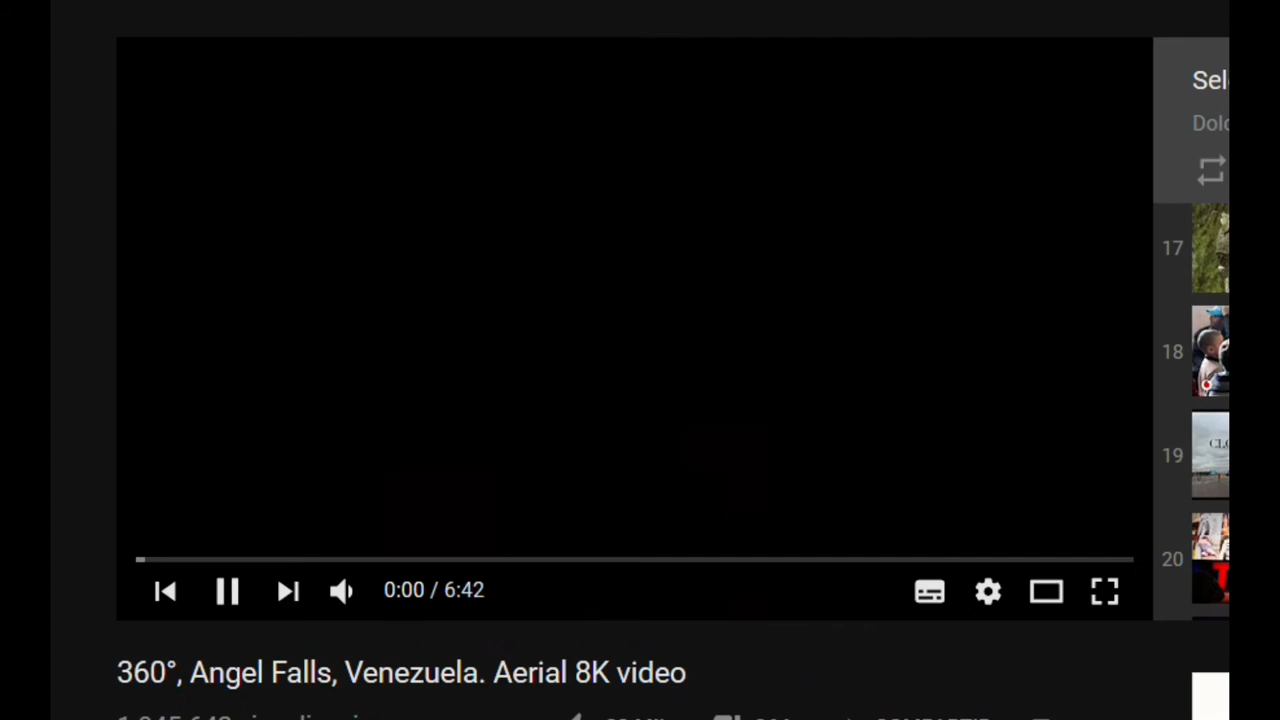 Sel
Dolc
17
18
19
20
0:00 / 6:42
360°, Angel Falls, Venezuela. Aerial 8K video